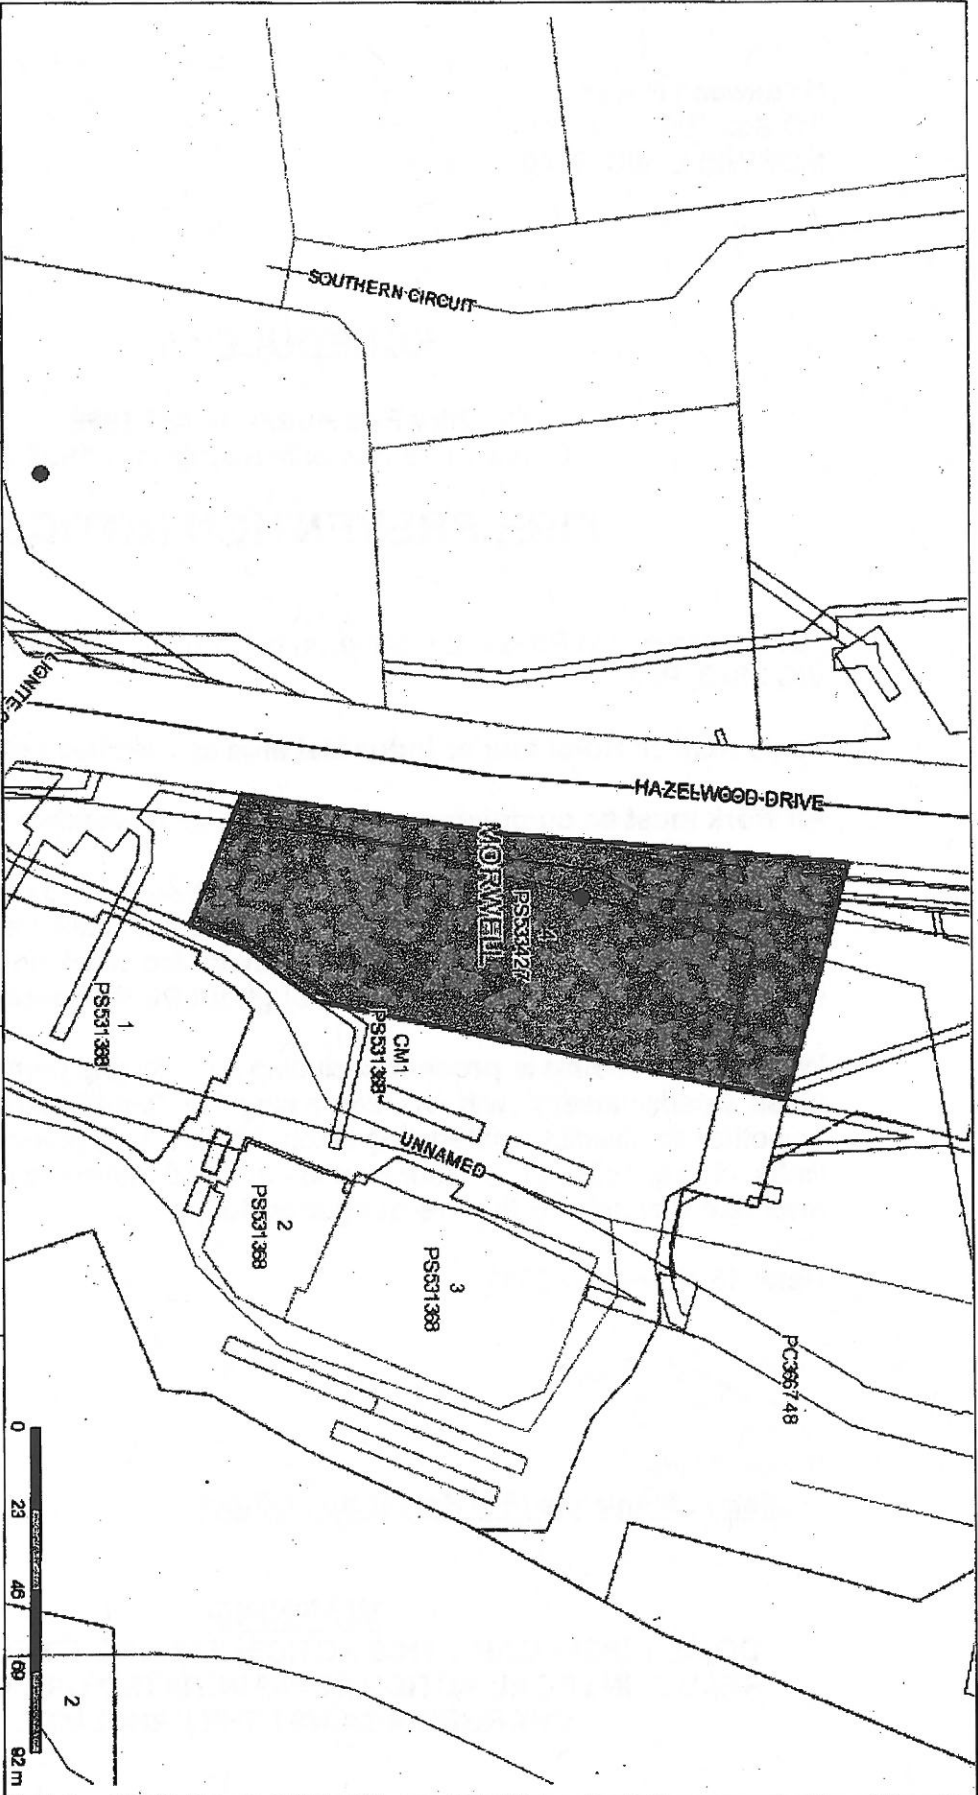 SOUTHERN CIRCUIT
LIGNITE
HAZELWOOD DRIVE
4
PS533427
MORWELL
1
PS531368
CM1
PS531368
UNNAMED
2
PS531368
3
PS531368
PC366748
0 23 46 69 92 m
2